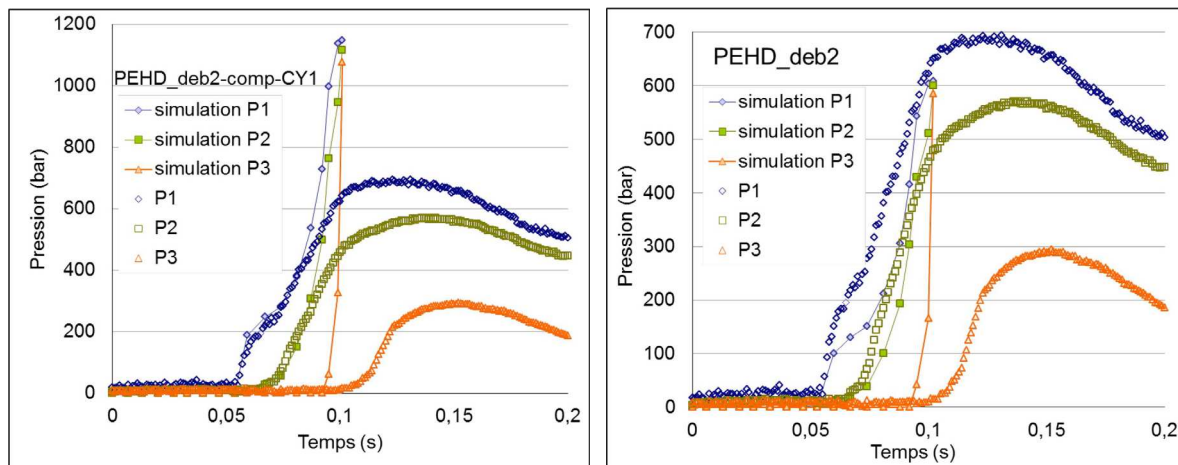 1200
1000
800
600
400
200
0
Pression (bar)
PEHD_deb2-comp-CY1
simulation P1
simulation P2
simulation P3
P1
P2
P3
0
0,05
0,1
0,15
0,2
Temps (s)
700
600
500
400
300
200
100
0
Pression (bar)
PEHD_deb2
simulation P1
simulation P2
simulation P3
P1
P2
P3
0
0,05
0,1
0,15
0,2
Temps (s)